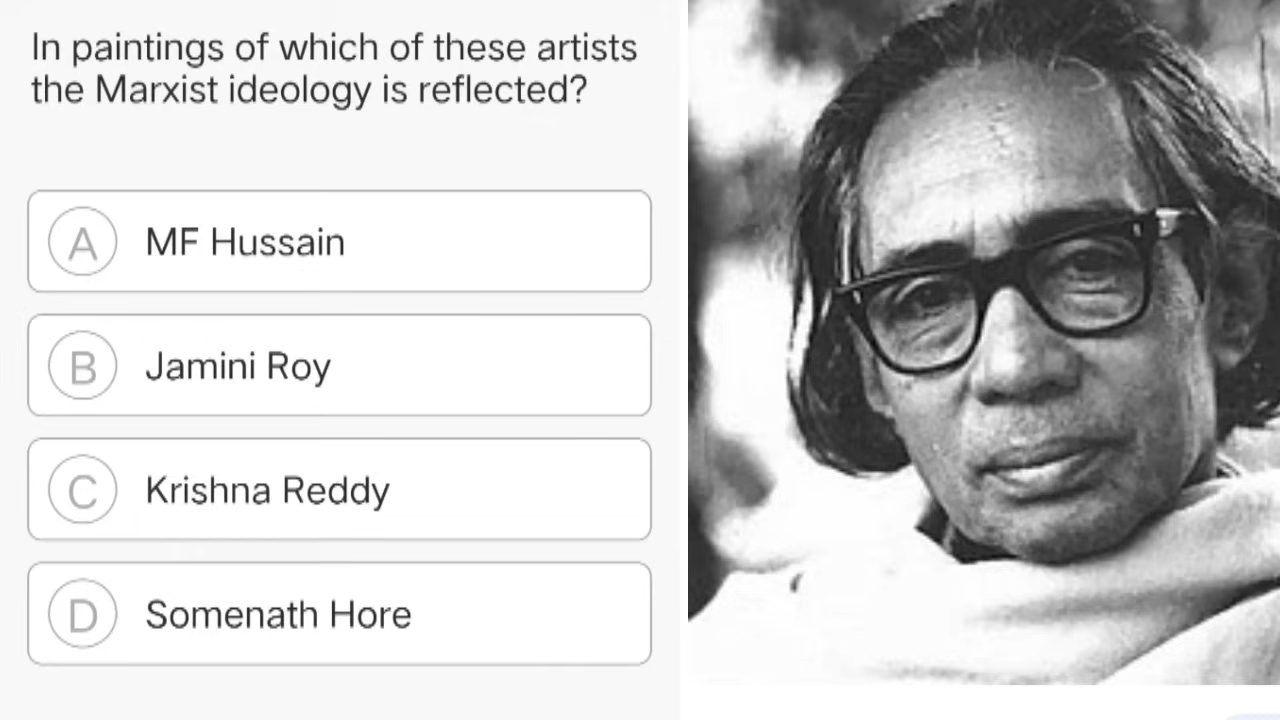 In paintings of which of these artists
the Marxist ideology is reflected?
A MF Hussain
B Jamini Roy
C Krishna Reddy
D Somenath Hore